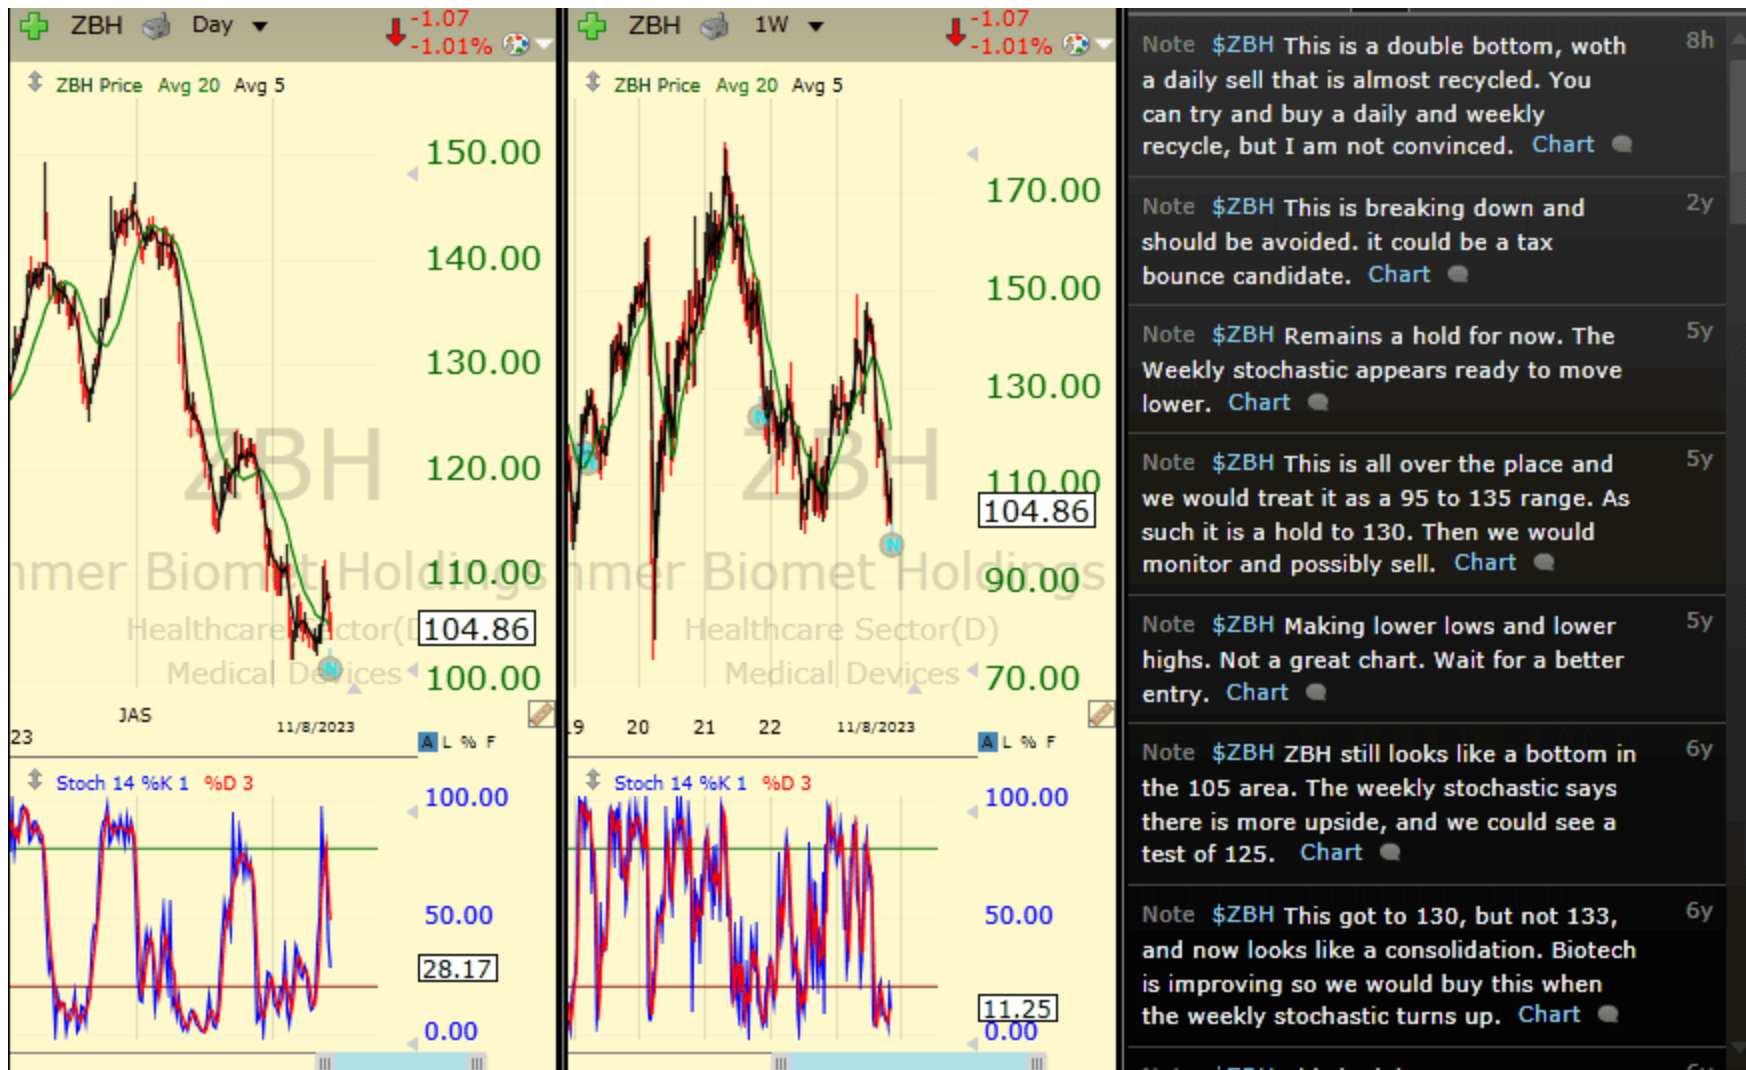 ZBH Day -1.07
-1.01%
ZBH Price Avg 20 Avg 5
150.00
140.00
130.00
120.00
110.00
104.86
100.00
ZBH
mer Biomet Holdings
Healthcare Sector(D
Medical Devices
JAS
23
11/8/2023
A L % F
Stoch 14 %K 1 %D 3
100.00
50.00
28.17
0.00
ZBH 1W -1.07
-1.01%
ZBH Price Avg 20 Avg 5
170.00
150.00
130.00
110.00
104.86
90.00
70.00
ZBH
mer Biomet Holdings
Healthcare Sector(D)
Medical Devices
N
N
N
19 20 21 22 11/8/2023
A L % F
Stoch 14 %K 1 %D 3
100.00
50.00
11.25
0.00
Note $ZBH This is a double bottom, woth 8h
a daily sell that is almost recycled. You
can try and buy a daily and weekly
recycle, but I am not convinced. Chart
Note $ZBH This is breaking down and 2y
should be avoided. it could be a tax
bounce candidate. Chart
Note $ZBH Remains a hold for now. The 5y
Weekly stochastic appears ready to move
lower. Chart
Note $ZBH This is all over the place and 5y
we would treat it as a 95 to 135 range. As
such it is a hold to 130. Then we would
monitor and possibly sell. Chart
Note $ZBH Making lower lows and lower 5y
highs. Not a great chart. Wait for a better
entry. Chart
Note $ZBH ZBH still looks like a bottom in 6y
the 105 area. The weekly stochastic says
there is more upside, and we could see a
test of 125. Chart
Note $ZBH This got to 130, but not 133, 6y
and now looks like a consolidation. Biotech
is improving so we would buy this when
the weekly stochastic turns up. Chart